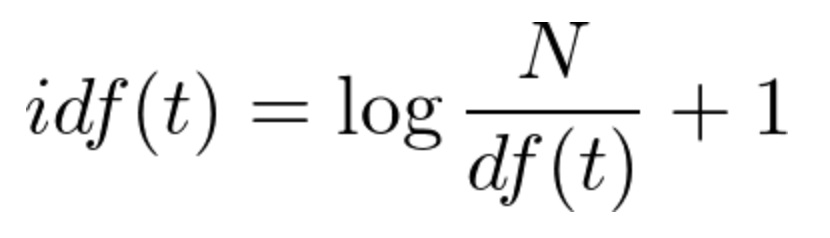 idf(t) = log N/df(t) + 1